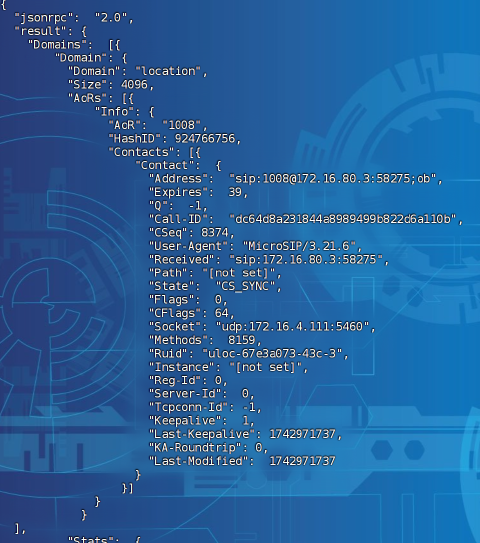 {
"jsonrpc": "2.0",
"result": {
"Domains": [{
"Domain": {
"Domain": "location",
"Size": 4096,
"AoRs": [{
"Info": {
"AoR": "1008",
"HashID": 924766756,
"Contacts": [{
"Contact": {
"Address": "sip:1008@172.16.80.3:58275;ob",
"Expires": 39,
"Q": -1,
"Call-ID": "dc64d8a231844a8989499b822d6a110b",
"CSeq": 8374,
"User-Agent": "MicroSIP/3.21.6",
"Received": "sip:172.16.80.3:58275",
"Path": "[not set]",
"State": "CS_SYNC",
"Flags": 0,
"CFlags": 64,
"Socket": "udp:172.16.4.111:5460",
"Methods": 8159,
"Ruid": "uloc-67e3a073-43c-3",
"Instance": "[not set]",
"Reg-Id": 0,
"Server-Id": 0,
"Tcpconn-Id": -1,
"Keepalive": 1,
"Last-Keepalive": 1742971737,
"KA-Roundtrip": 0,
"Last-Modified": 1742971737
}
}]
}
}
],
"Stats": {